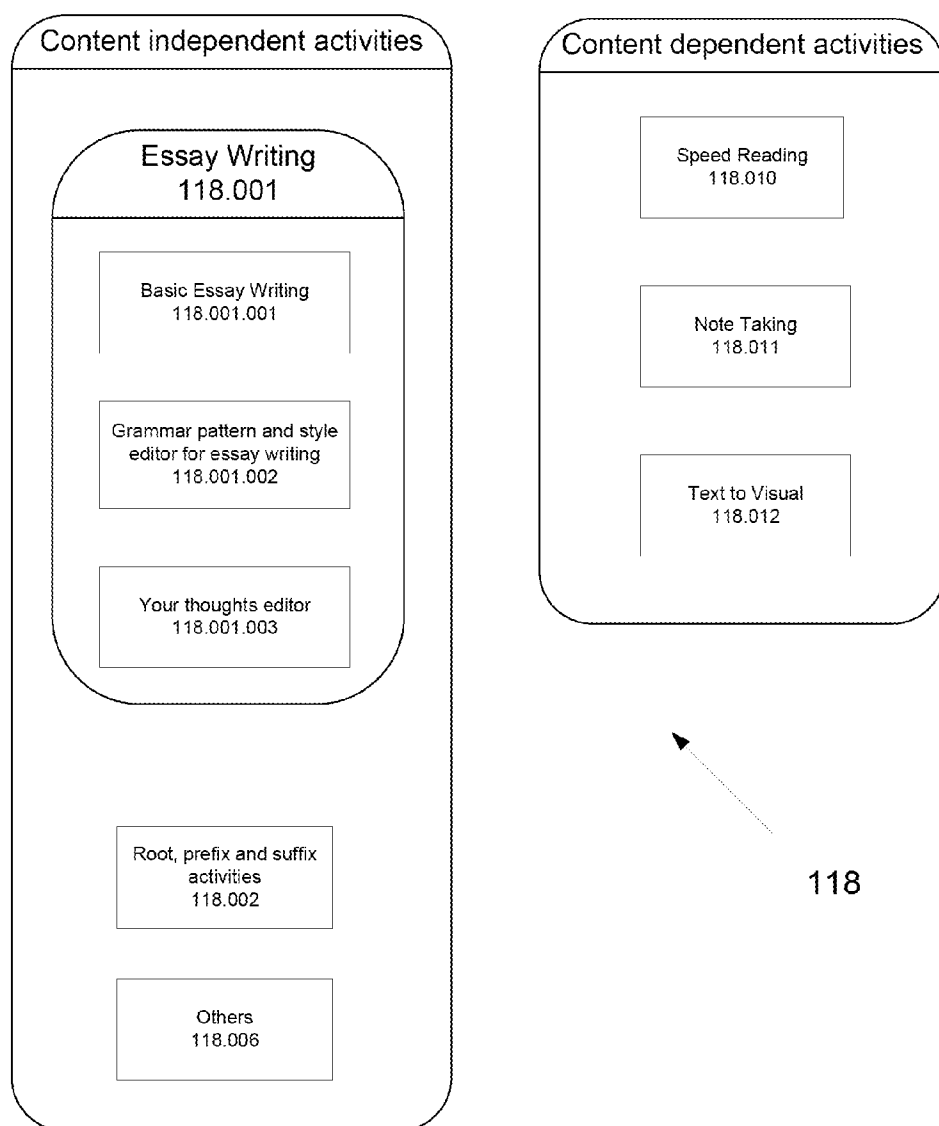 Content independent activities
Essay Writing
118.001
Basic Essay Writing
118.001.001
Grammar pattern and style
editor for essay writing
118.001.002
Your thoughts editor
118.001.003
Root, prefix and suffix
activities
118.002
Others
118.006
Content dependent activities
Speed Reading
118.010
Note Taking
118.011
Text to Visual
118.012
118